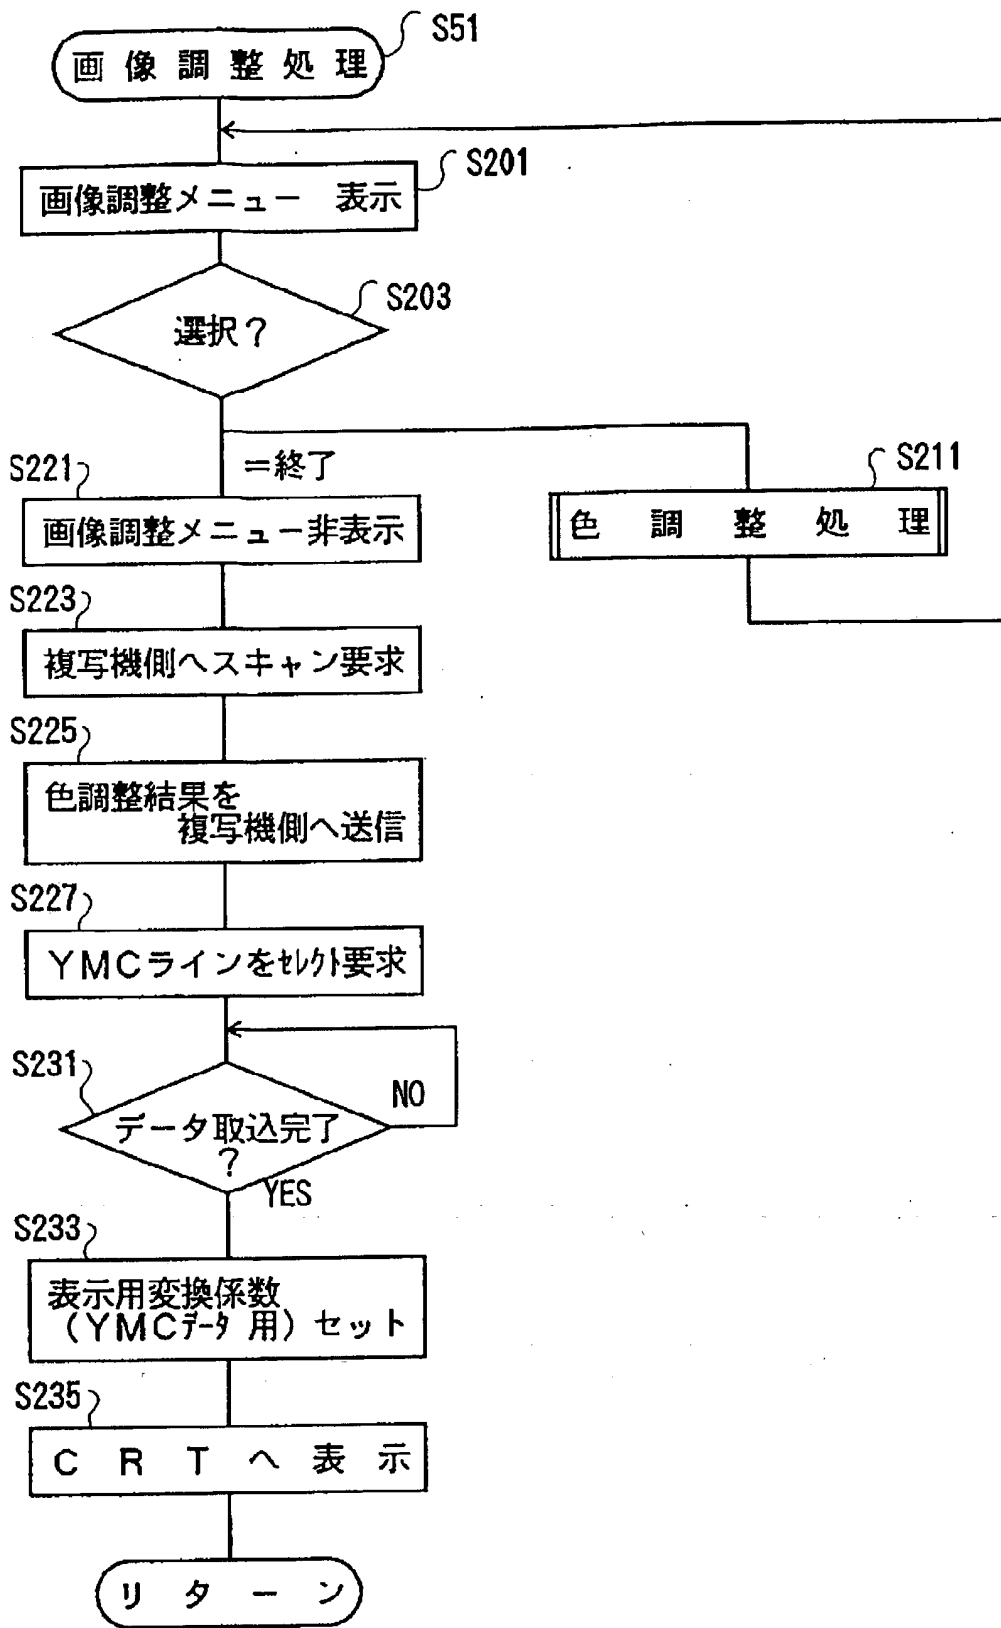 S51
画像調整処理
S201
画像調整メニュー 表示
S203
選択?
S221
=終了
画像調整メニュー非表示
S211
色調整処理
S223
複写機側へスキャン要求
S225
色調整結果を
複写機側へ送信
S227
YMCラインをセレクト要求
S231
NO
データ取込完了
?
YES
S233
表示用変換係数
(YMCデータ 用)セット
S235
CRTへ表示
リターン